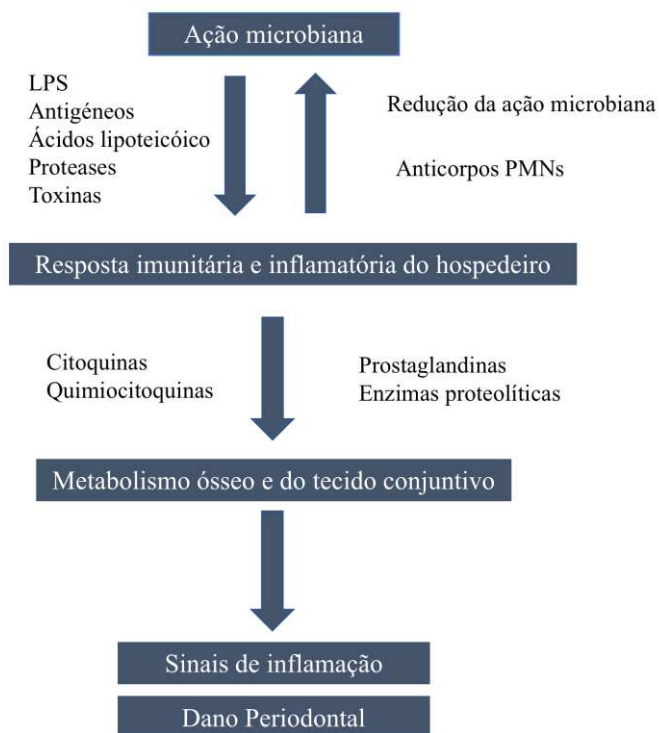 Ação microbiana
LPS
Antigéneos
Ácidos lipoteicóico
Proteases
Toxinas
Redução da ação microbiana
Anticorpos PMNs
Resposta imunitária e inflamatória do hospedeiro
Citoquinas
Quimiocitoquinas
Prostaglandinas
Enzimas proteolíticas
Metabolismo ósseo e do tecido conjuntivo
Sinais de inflamação
Dano Periodontal